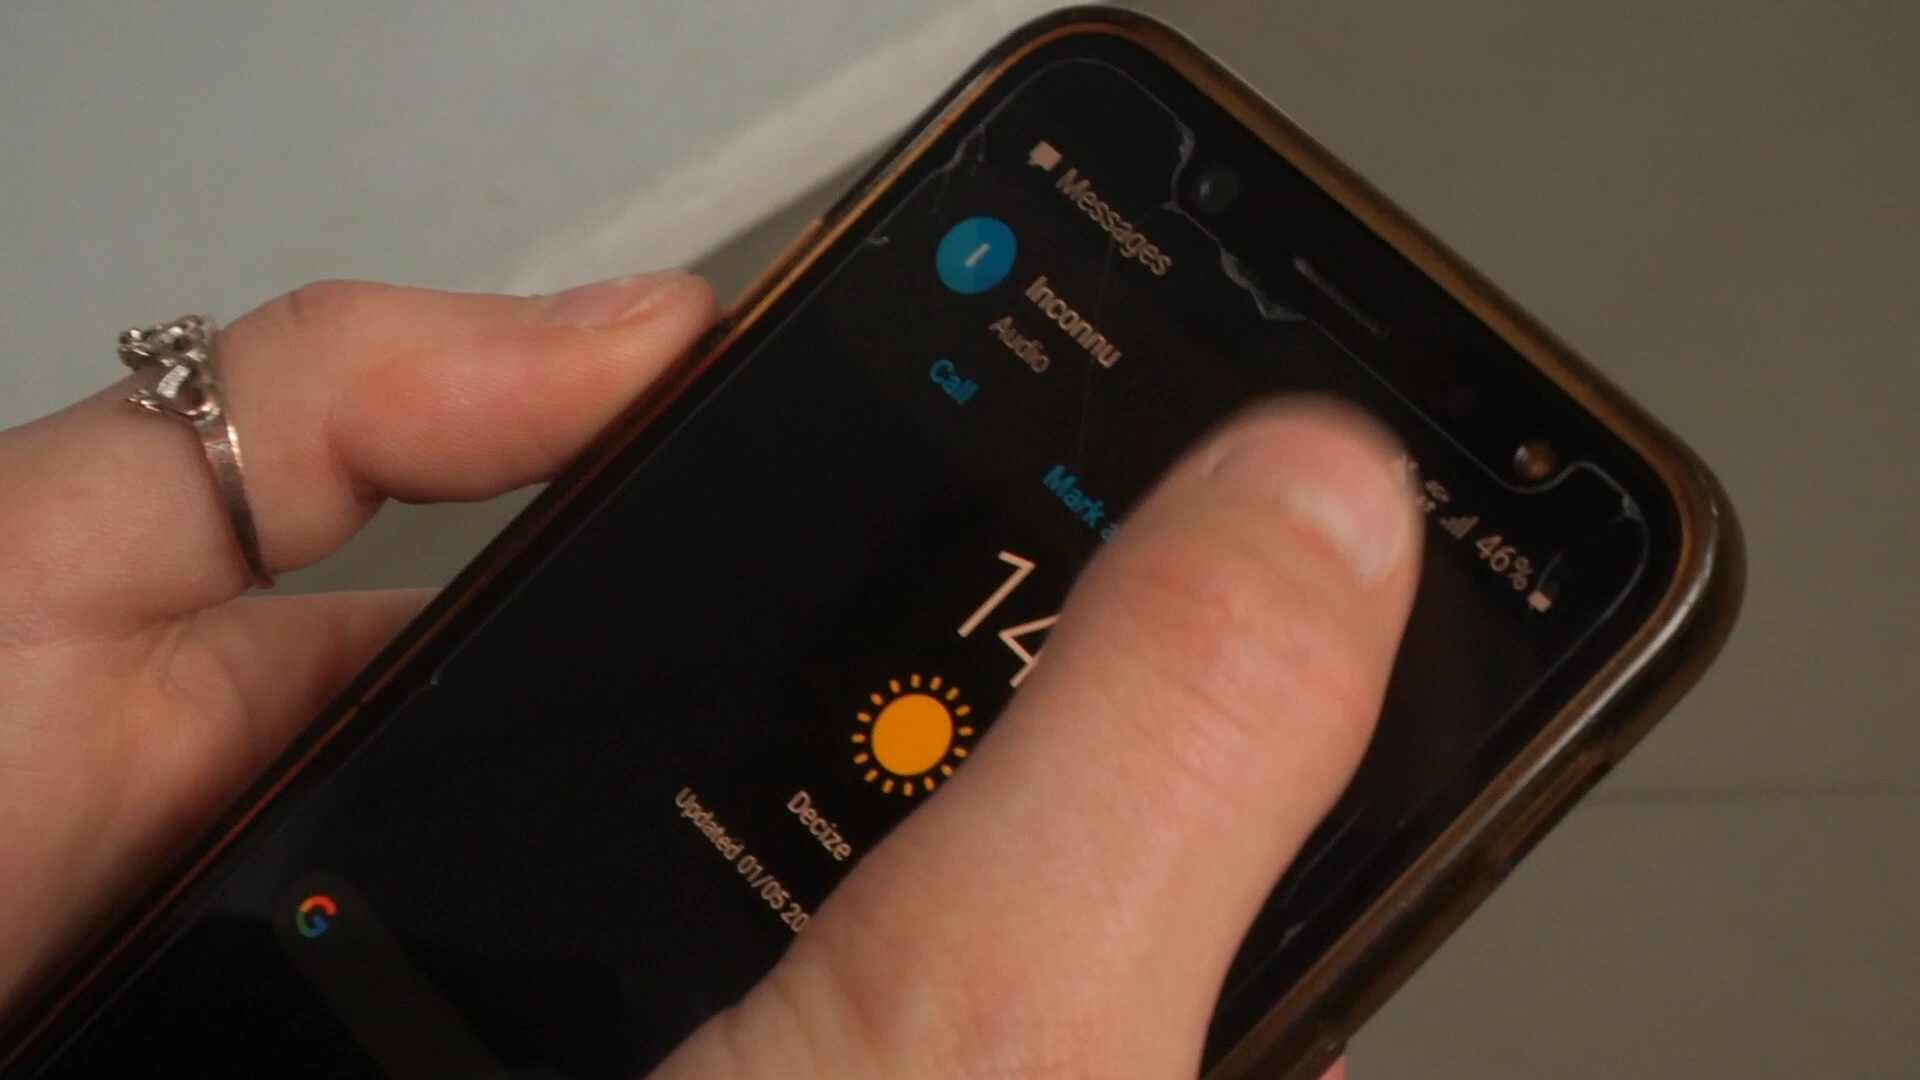 46%
Messages
I
Inconnu
Audio
Call
Mark
14
Decize
Updated 01/05 20
G